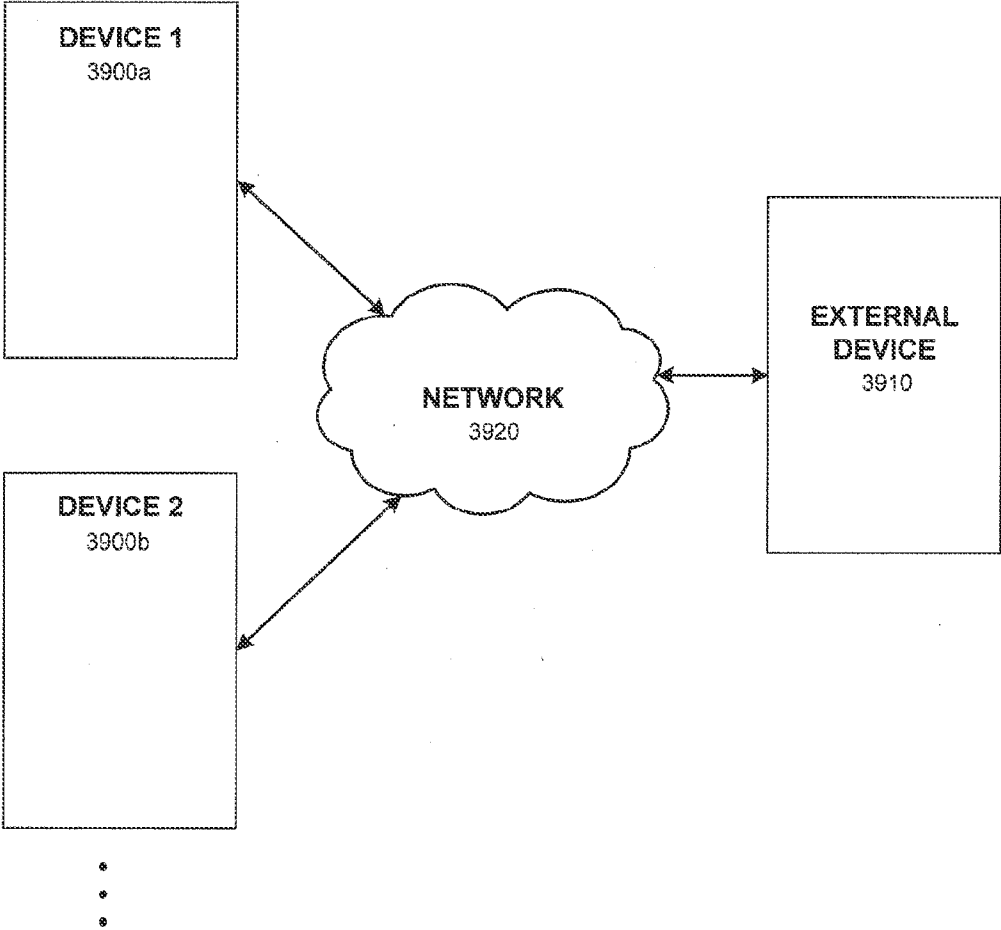 DEVICE 1
3900a
EXTERNAL
DEVICE
3910
NETWORK
3920
DEVICE 2
3900b